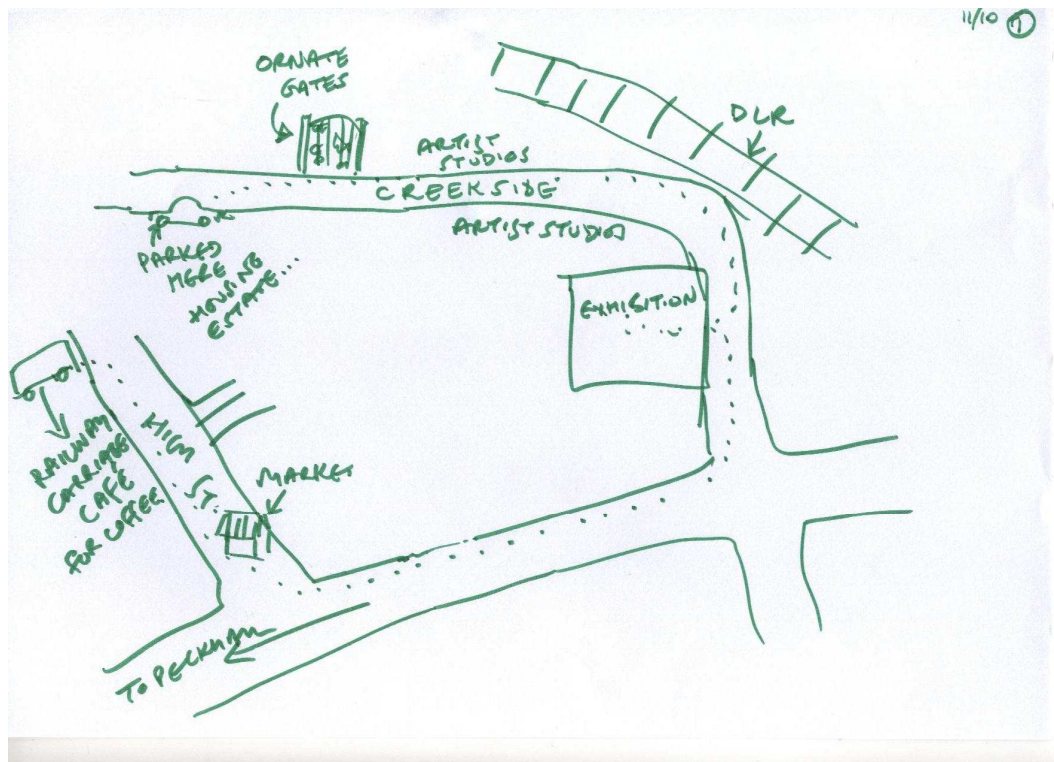 11/10 7
ORNATE
GATES
DLR
ARTIST
STUDIOS
CREEKSIDE
ARTIST STUDIOS
PARKED
HERE
HOUSING
ESTATE...
EXHIBITION
HIGH
ST.
MARKET
RAILWAY
CARRIAGE
CAFE
FOR COFFEE
TO PECKHAM